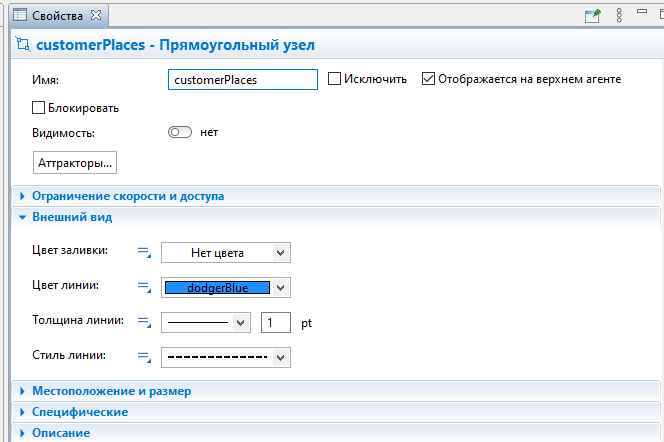 Свойства
customerPlaces - Прямоугольный узел
Имя: customerPlaces Исключить Отображается на верхнем агенте
Блокировать
Видимость: нет
Аттракторы...
Ограничение скорости и доступа
Внешний вид
Цвет заливки: Нет цвета
Цвет линии: dodgerBlue
Толщина линии: 1 pt
Стиль линии:
Местоположение и размер
Специфические
Описание